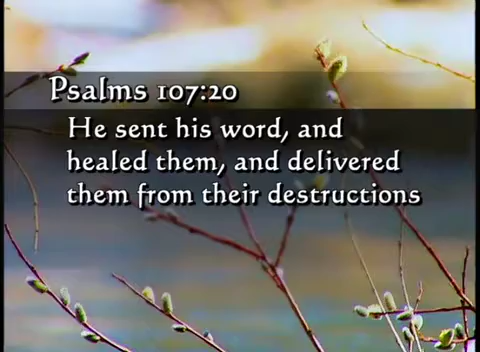 Psalms 107:20
He sent his word, and
healed them, and delivered
them from their destructions